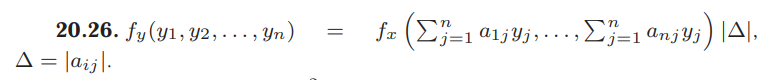 20.26. f_y(y_1, y_2, . . . , y_n) = f_x (∑_{j=1}^{n} a_{1j}y_j, . . . , ∑_{j=1}^{n} a_{nj}y_j) |Δ|,
Δ = |a_{ij}|.